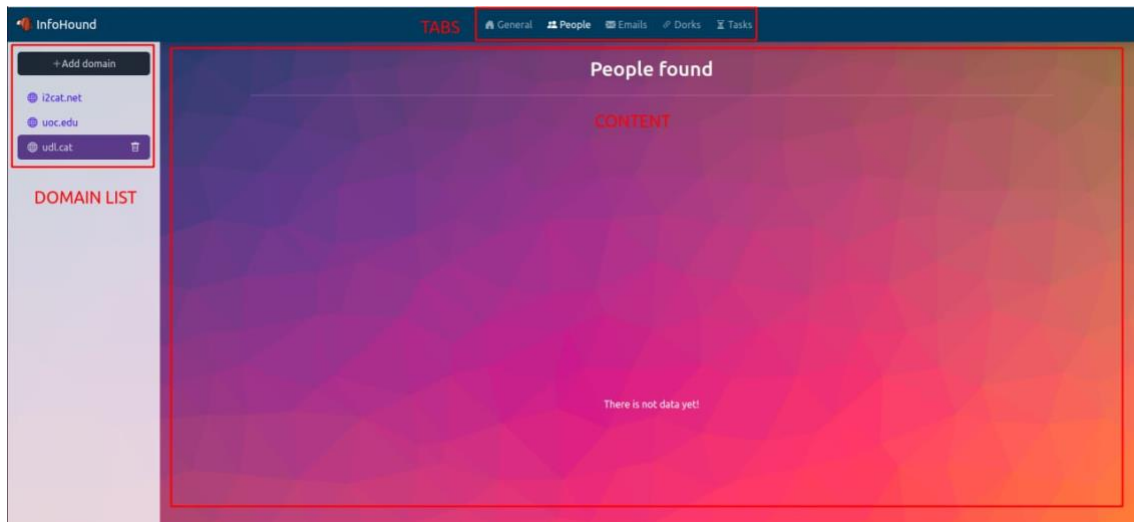 InfoHound
TABS
General People Emails Dorks Tasks
+Add domain
i2cat.net
uoc.edu
udl.cat
DOMAIN LIST
People found
CONTENT
There is not data yet!